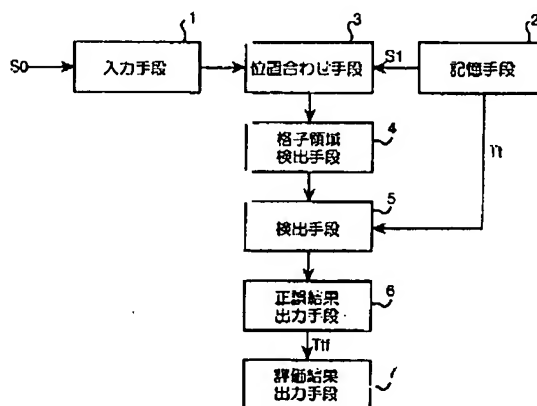 1
3
2
S0
入力手段
位置合わせ手段
S1
記憶手段
4
格子領域
検出手段
Tt
5
検出手段
6
正誤結果
出力手段
Ttf
評価結果
出力手段